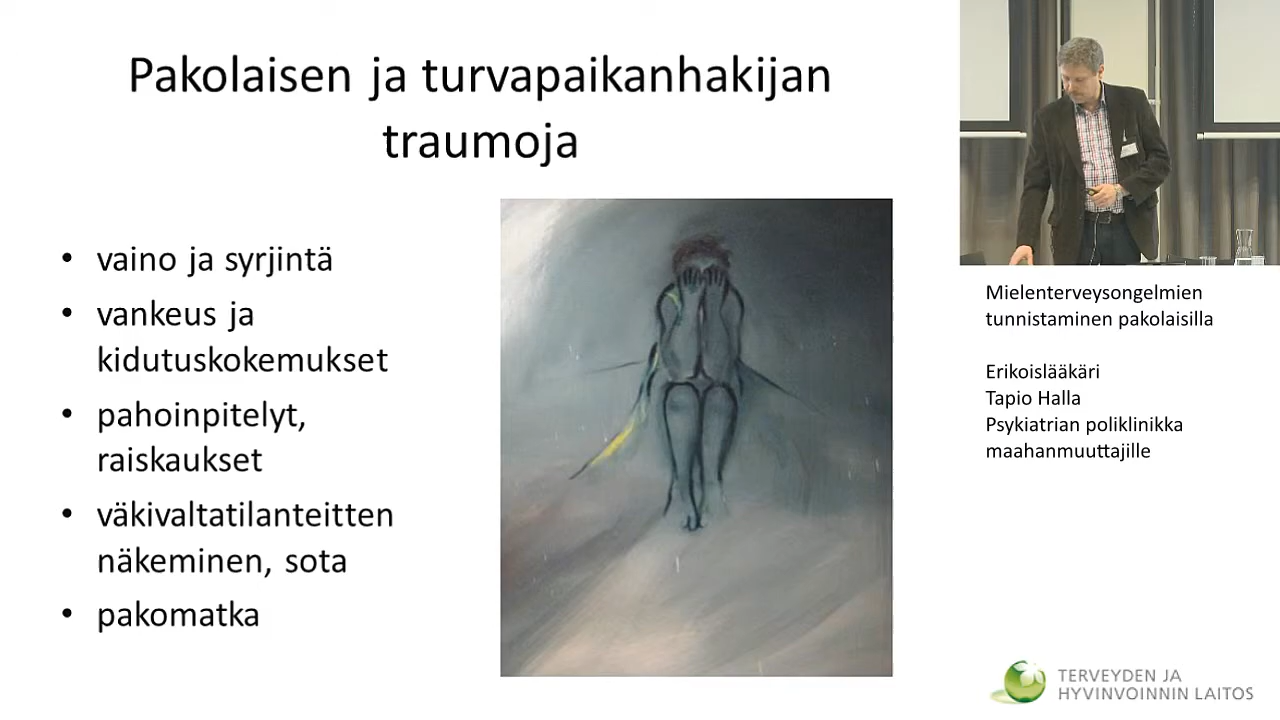 Pakolaisen ja turvapaikanhakijan
traumoja
• vaino ja syrjintä
• vankeus ja
kidutuskokemukset
• pahoinpitelyt,
raiskaukset
• väkivaltatilanteitten
näkeminen, sota
• pakomatka
Mielenterveysongelmien
tunnistaminen pakolaisilla
Erikoislääkäri
Tapio Halla
Psykiatrian poliklinikka
maahanmuuttajille
TERVEYDEN JA
HYVINVOINNIN LAITOS